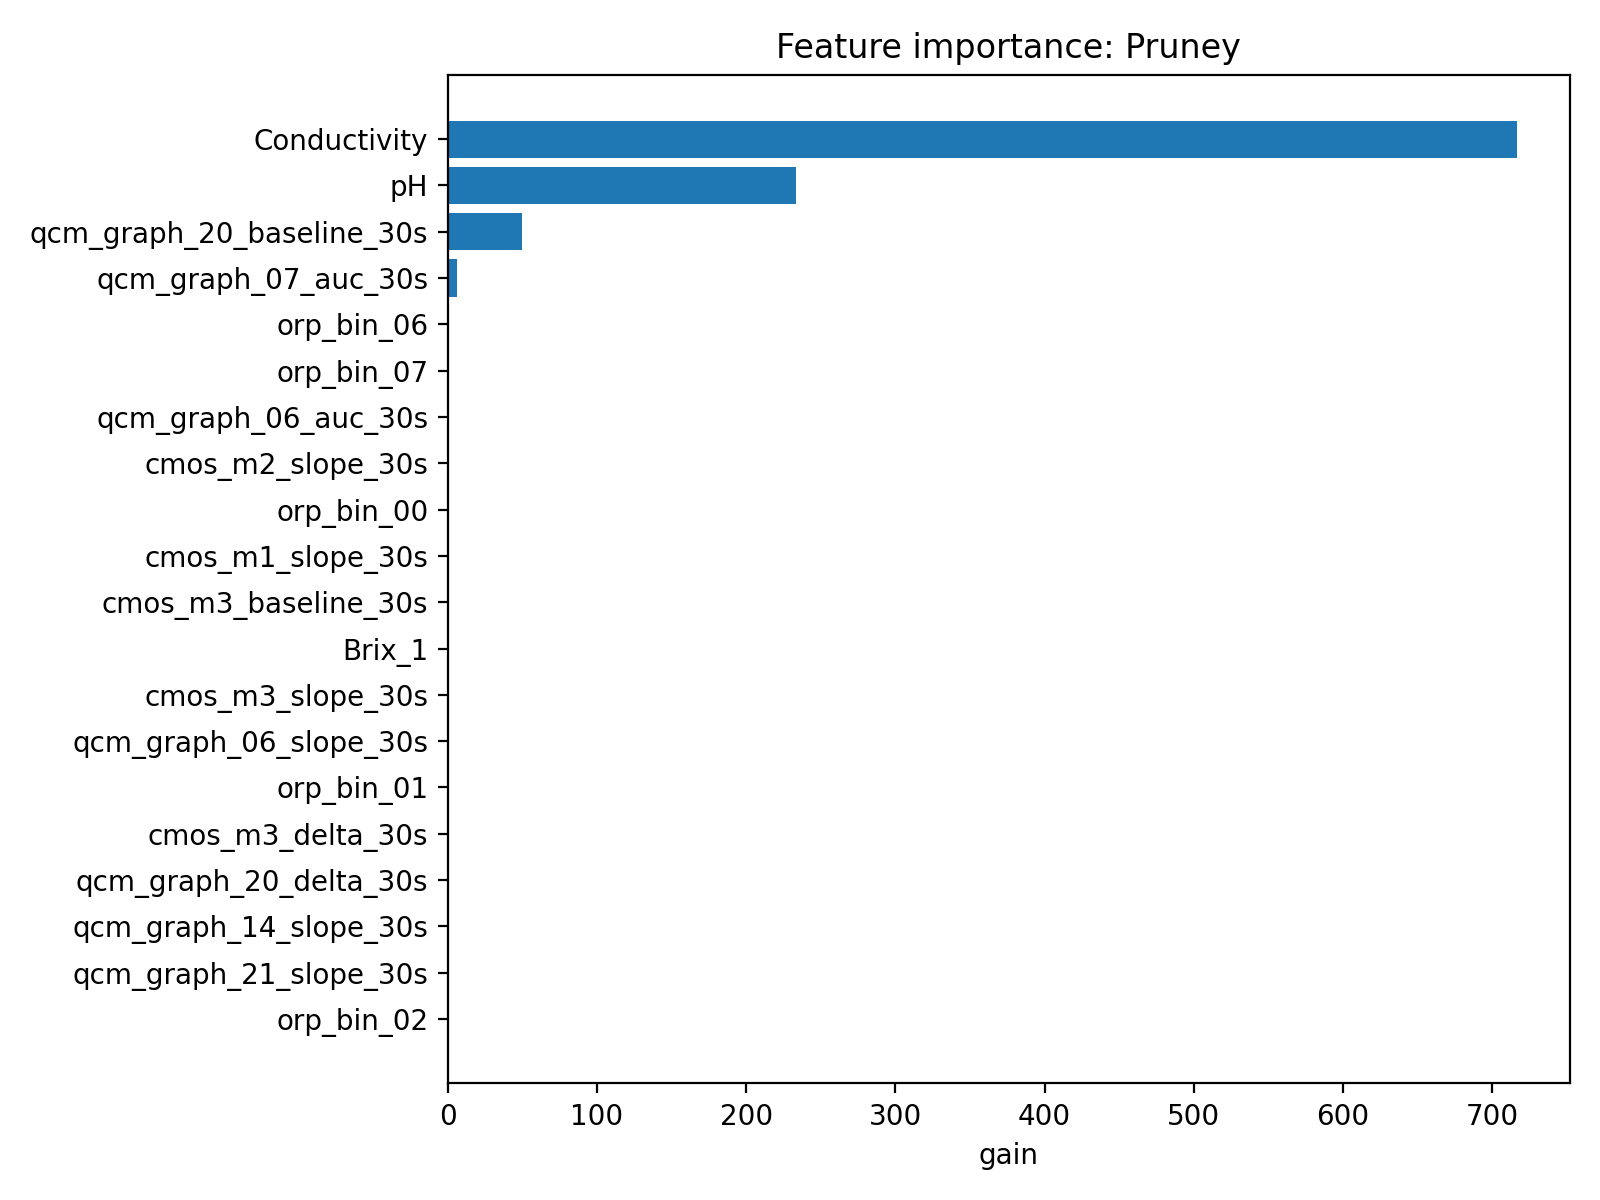 Feature importance: Pruney
Conductivity
pH
qcm_graph_20_baseline_30s
qcm_graph_07_auc_30s
orp_bin_06
orp_bin_07
qcm_graph_06_auc_30s
cmos_m2_slope_30s
orp_bin_00
cmos_m1_slope_30s
cmos_m3_baseline_30s
Brix_1
cmos_m3_slope_30s
qcm_graph_06_slope_30s
orp_bin_01
cmos_m3_delta_30s
qcm_graph_20_delta_30s
qcm_graph_14_slope_30s
qcm_graph_21_slope_30s
orp_bin_02
0 100 200 300 400 500 600 700
gain